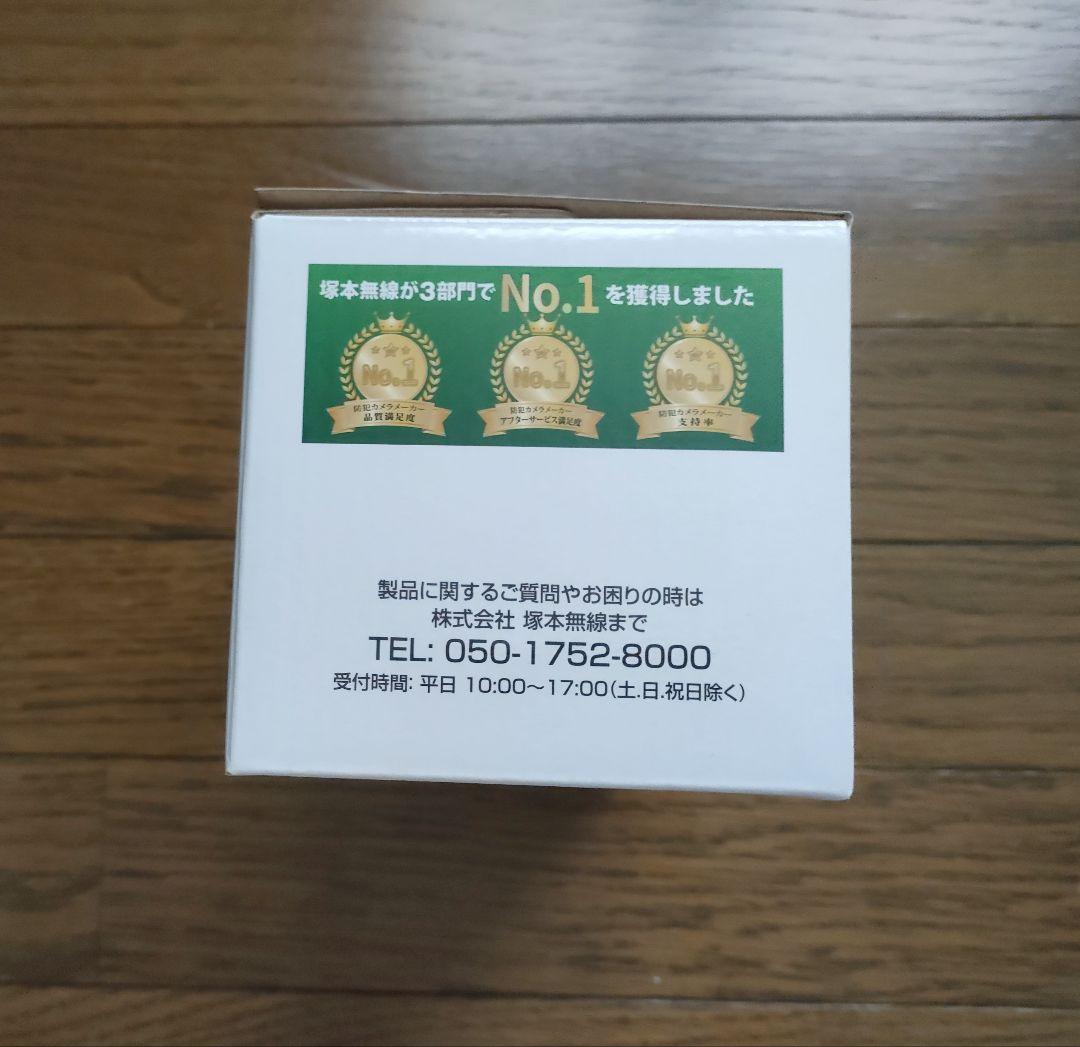 塚本無線が3部門でNo.1を獲得しました
No.1
防犯カメラメーカー
品質満足度
No.1
防犯カメラメーカー
アフターサービス満足度
No.1
防犯カメラメーカー
支持率
製品に関するご質問やお困りの時は
株式会社 塚本無線まで
TEL: 050-1752-8000
受付時間: 平日 10:00～17:00(土.日.祝日除く)